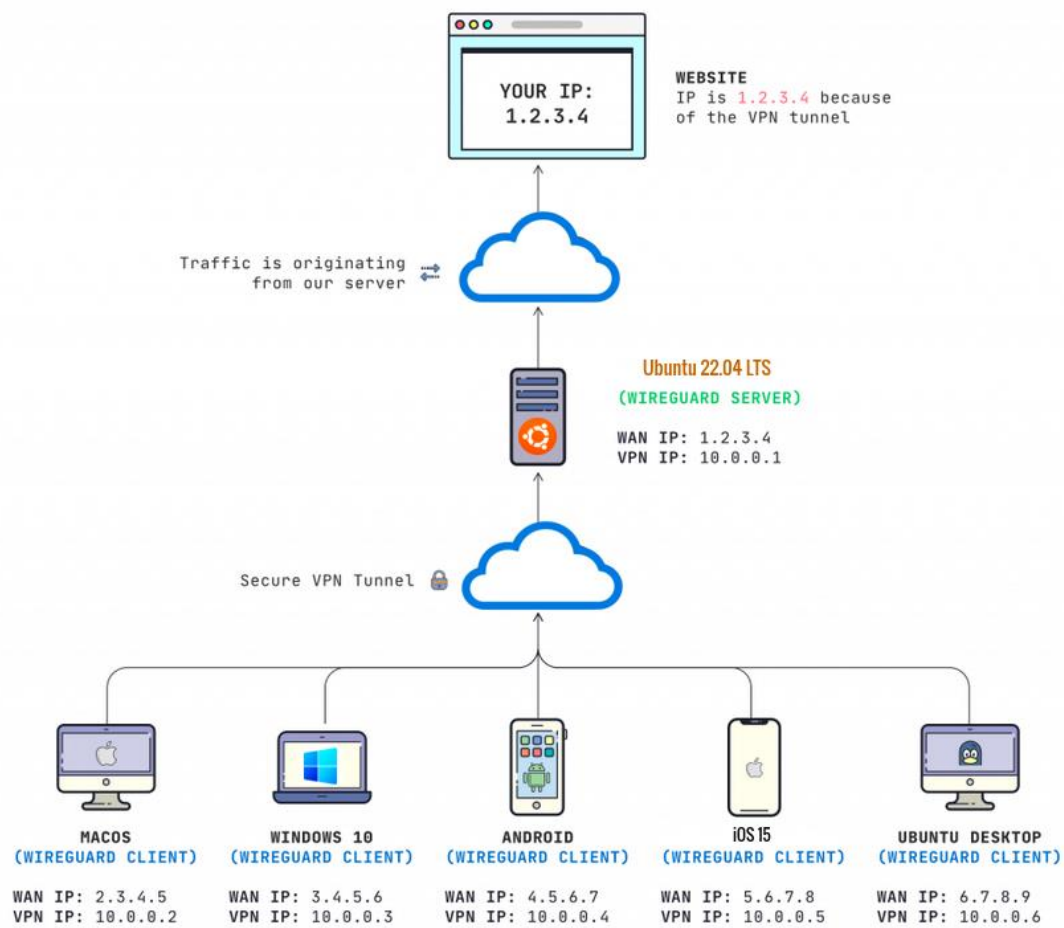 YOUR IP:
1.2.3.4
WEBSITE
IP is 1.2.3.4 because
of the VPN tunnel
Traffic is originating
from our server
Ubuntu 22.04 LTS
(WIREGUARD SERVER)
WAN IP: 1.2.3.4
VPN IP: 10.0.0.1
Secure VPN Tunnel
MACOS
(WIREGUARD CLIENT)
WAN IP: 2.3.4.5
VPN IP: 10.0.0.2
WINDOWS 10
(WIREGUARD CLIENT)
WAN IP: 3.4.5.6
VPN IP: 10.0.0.3
ANDROID
(WIREGUARD CLIENT)
WAN IP: 4.5.6.7
VPN IP: 10.0.0.4
iOS 15
(WIREGUARD CLIENT)
WAN IP: 5.6.7.8
VPN IP: 10.0.0.5
UBUNTU DESKTOP
(WIREGUARD CLIENT)
WAN IP: 6.7.8.9
VPN IP: 10.0.0.6